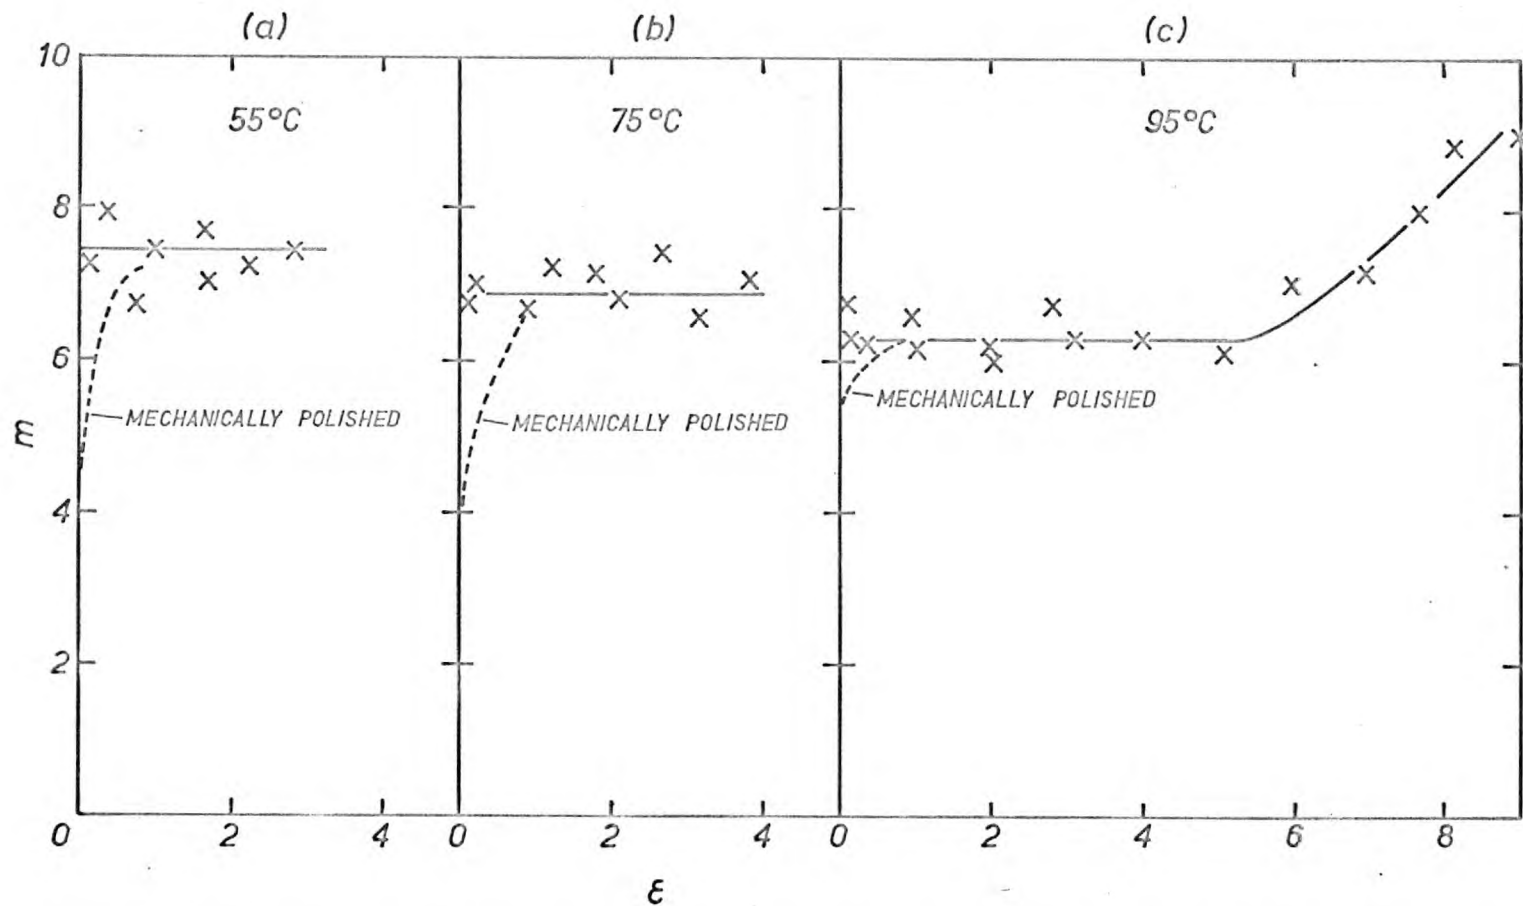 (a) (b) (c)
10
55°C 75°C 95°C
8
6
MECHANICALLY POLISHED MECHANICALLY POLISHED MECHANICALLY POLISHED
m
4
2
0 2 4 0 2 4 0 2 4 6 8
ε